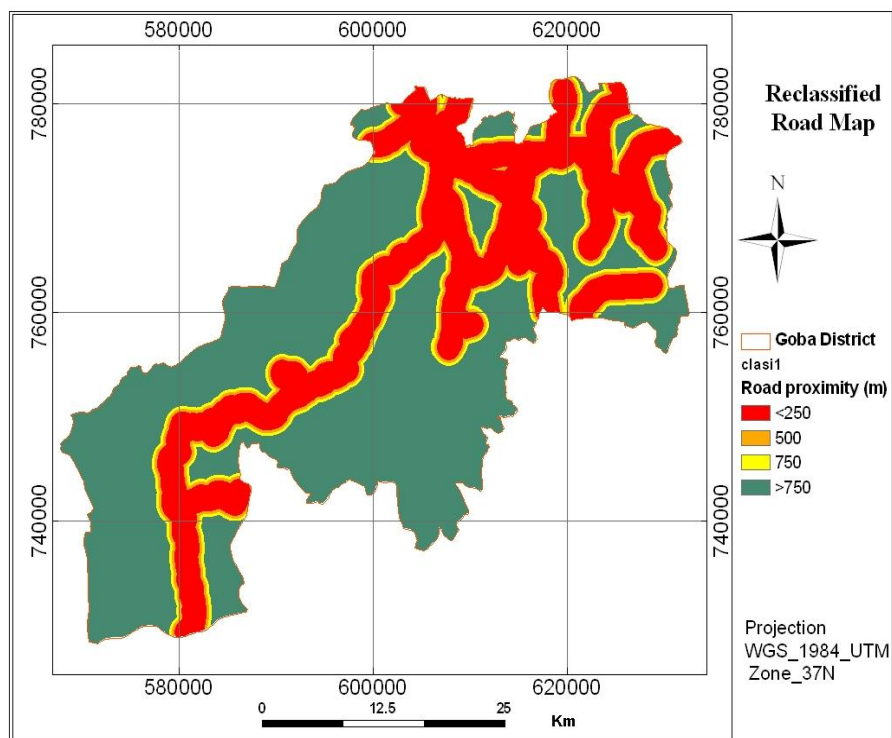 580000 600000 620000
780000 780000
760000 760000
740000 740000
580000 600000 620000
0 12.5 25
Km
Reclassified
Road Map
N
Goba District
clasi1
Road proximity (m)
<250
500
750
>750
Projection
WGS_1984_UTM
Zone_37N